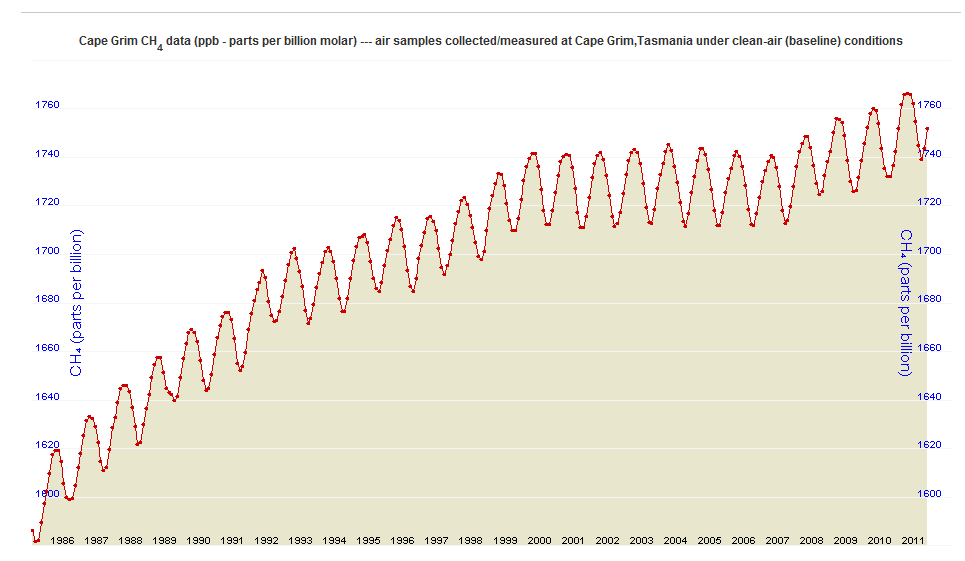 Cape Grim CH4 data (ppb - parts per billion molar) --- air samples collected/measured at Cape Grim,Tasmania under clean-air (baseline) conditions
1760 1760
1740 1740
1720 1720
1700 1700
1680 1680
1660 1660
1640 1640
1620 1620
1600 1600
CH₄ (parts per billion)
CH₄ (parts per billion)
1986 1987 1988 1989 1990 1991 1992 1993 1994 1995 1996 1997 1998 1999 2000 2001 2002 2003 2004 2005 2006 2007 2008 2009 2010 2011